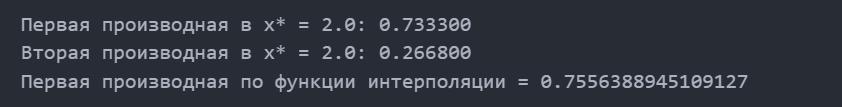 Первая производная в x* = 2.0: 0.733300
Вторая производная в x* = 2.0: 0.266800
Первая производная по функции интерполяции = 0.7556388945109127